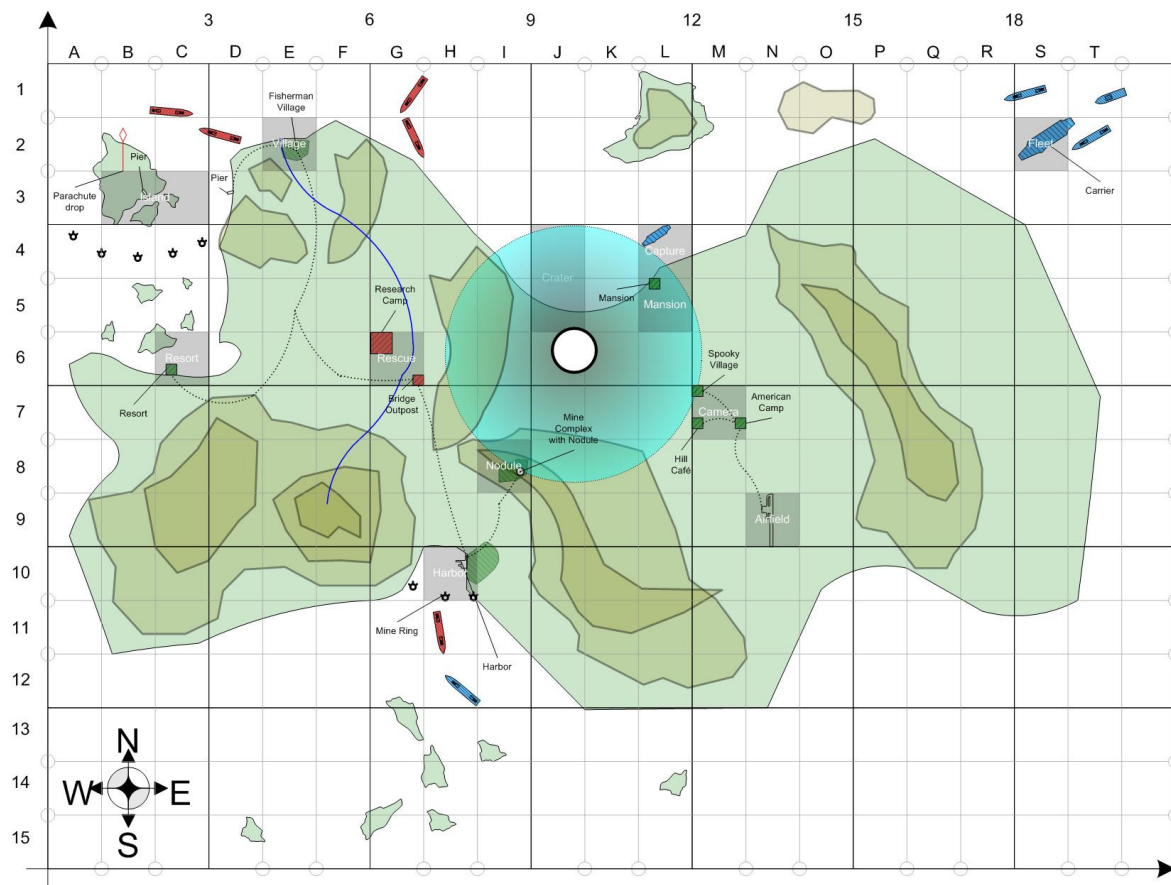 3 6 9 12 15 18
A B C D E F G H I J K L M N O P Q R S T
1
Fisherman
Village
2
Village
Fleet
Pier
Pier
Parachute
drop
Island
3
Carrier
4
Capture
Crater
Research
Camp
Mansion
Mansion
5
Resort
Rescue
6
Spooky
Village
Resort
Bridge
Outpost
Mine
Complex
with Nodule
Camera
American
Camp
7
Hill
Café
Nodule
8
9
Airfield
10
Harbor
Mine Ring
11
Harbor
12
13
N
14
W E
15
S